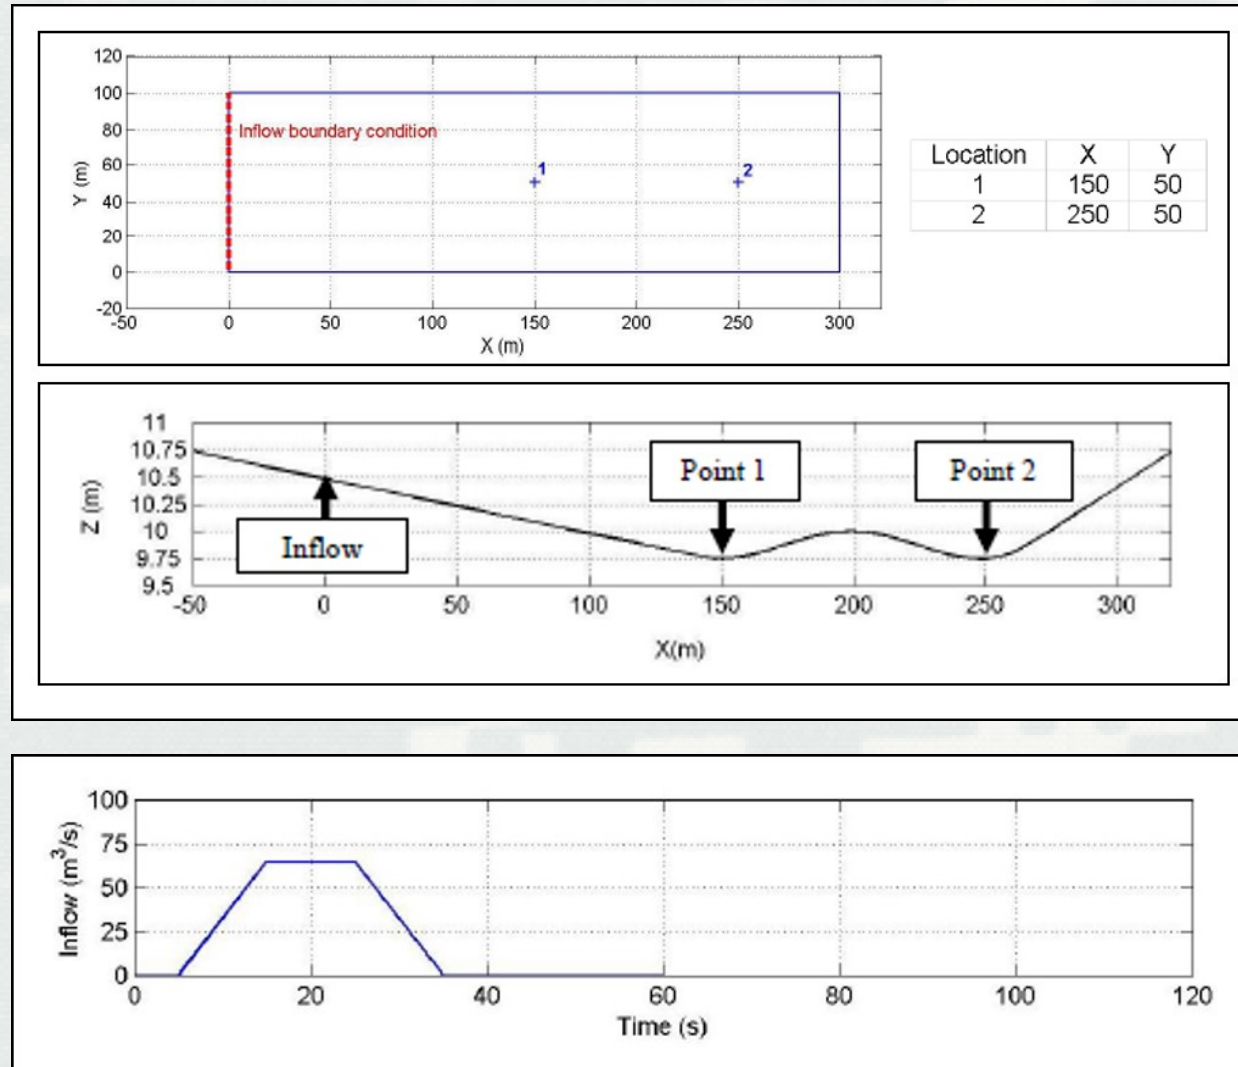 120
100
80
60
40
20
0
-20
Y (m)
Inflow boundary condition
1
2
-50 0 50 100 150 200 250 300
X (m)
Location X Y
1 150 50
2 250 50
11
10.75
10.5
10.25
10
9.75
9.5
Z (m)
Inflow
Point 1
Point 2
-50 0 50 100 150 200 250 300
X(m)
100
75
50
25
0
Inflow (m³/s)
0 20 40 60 80 100 120
Time (s)